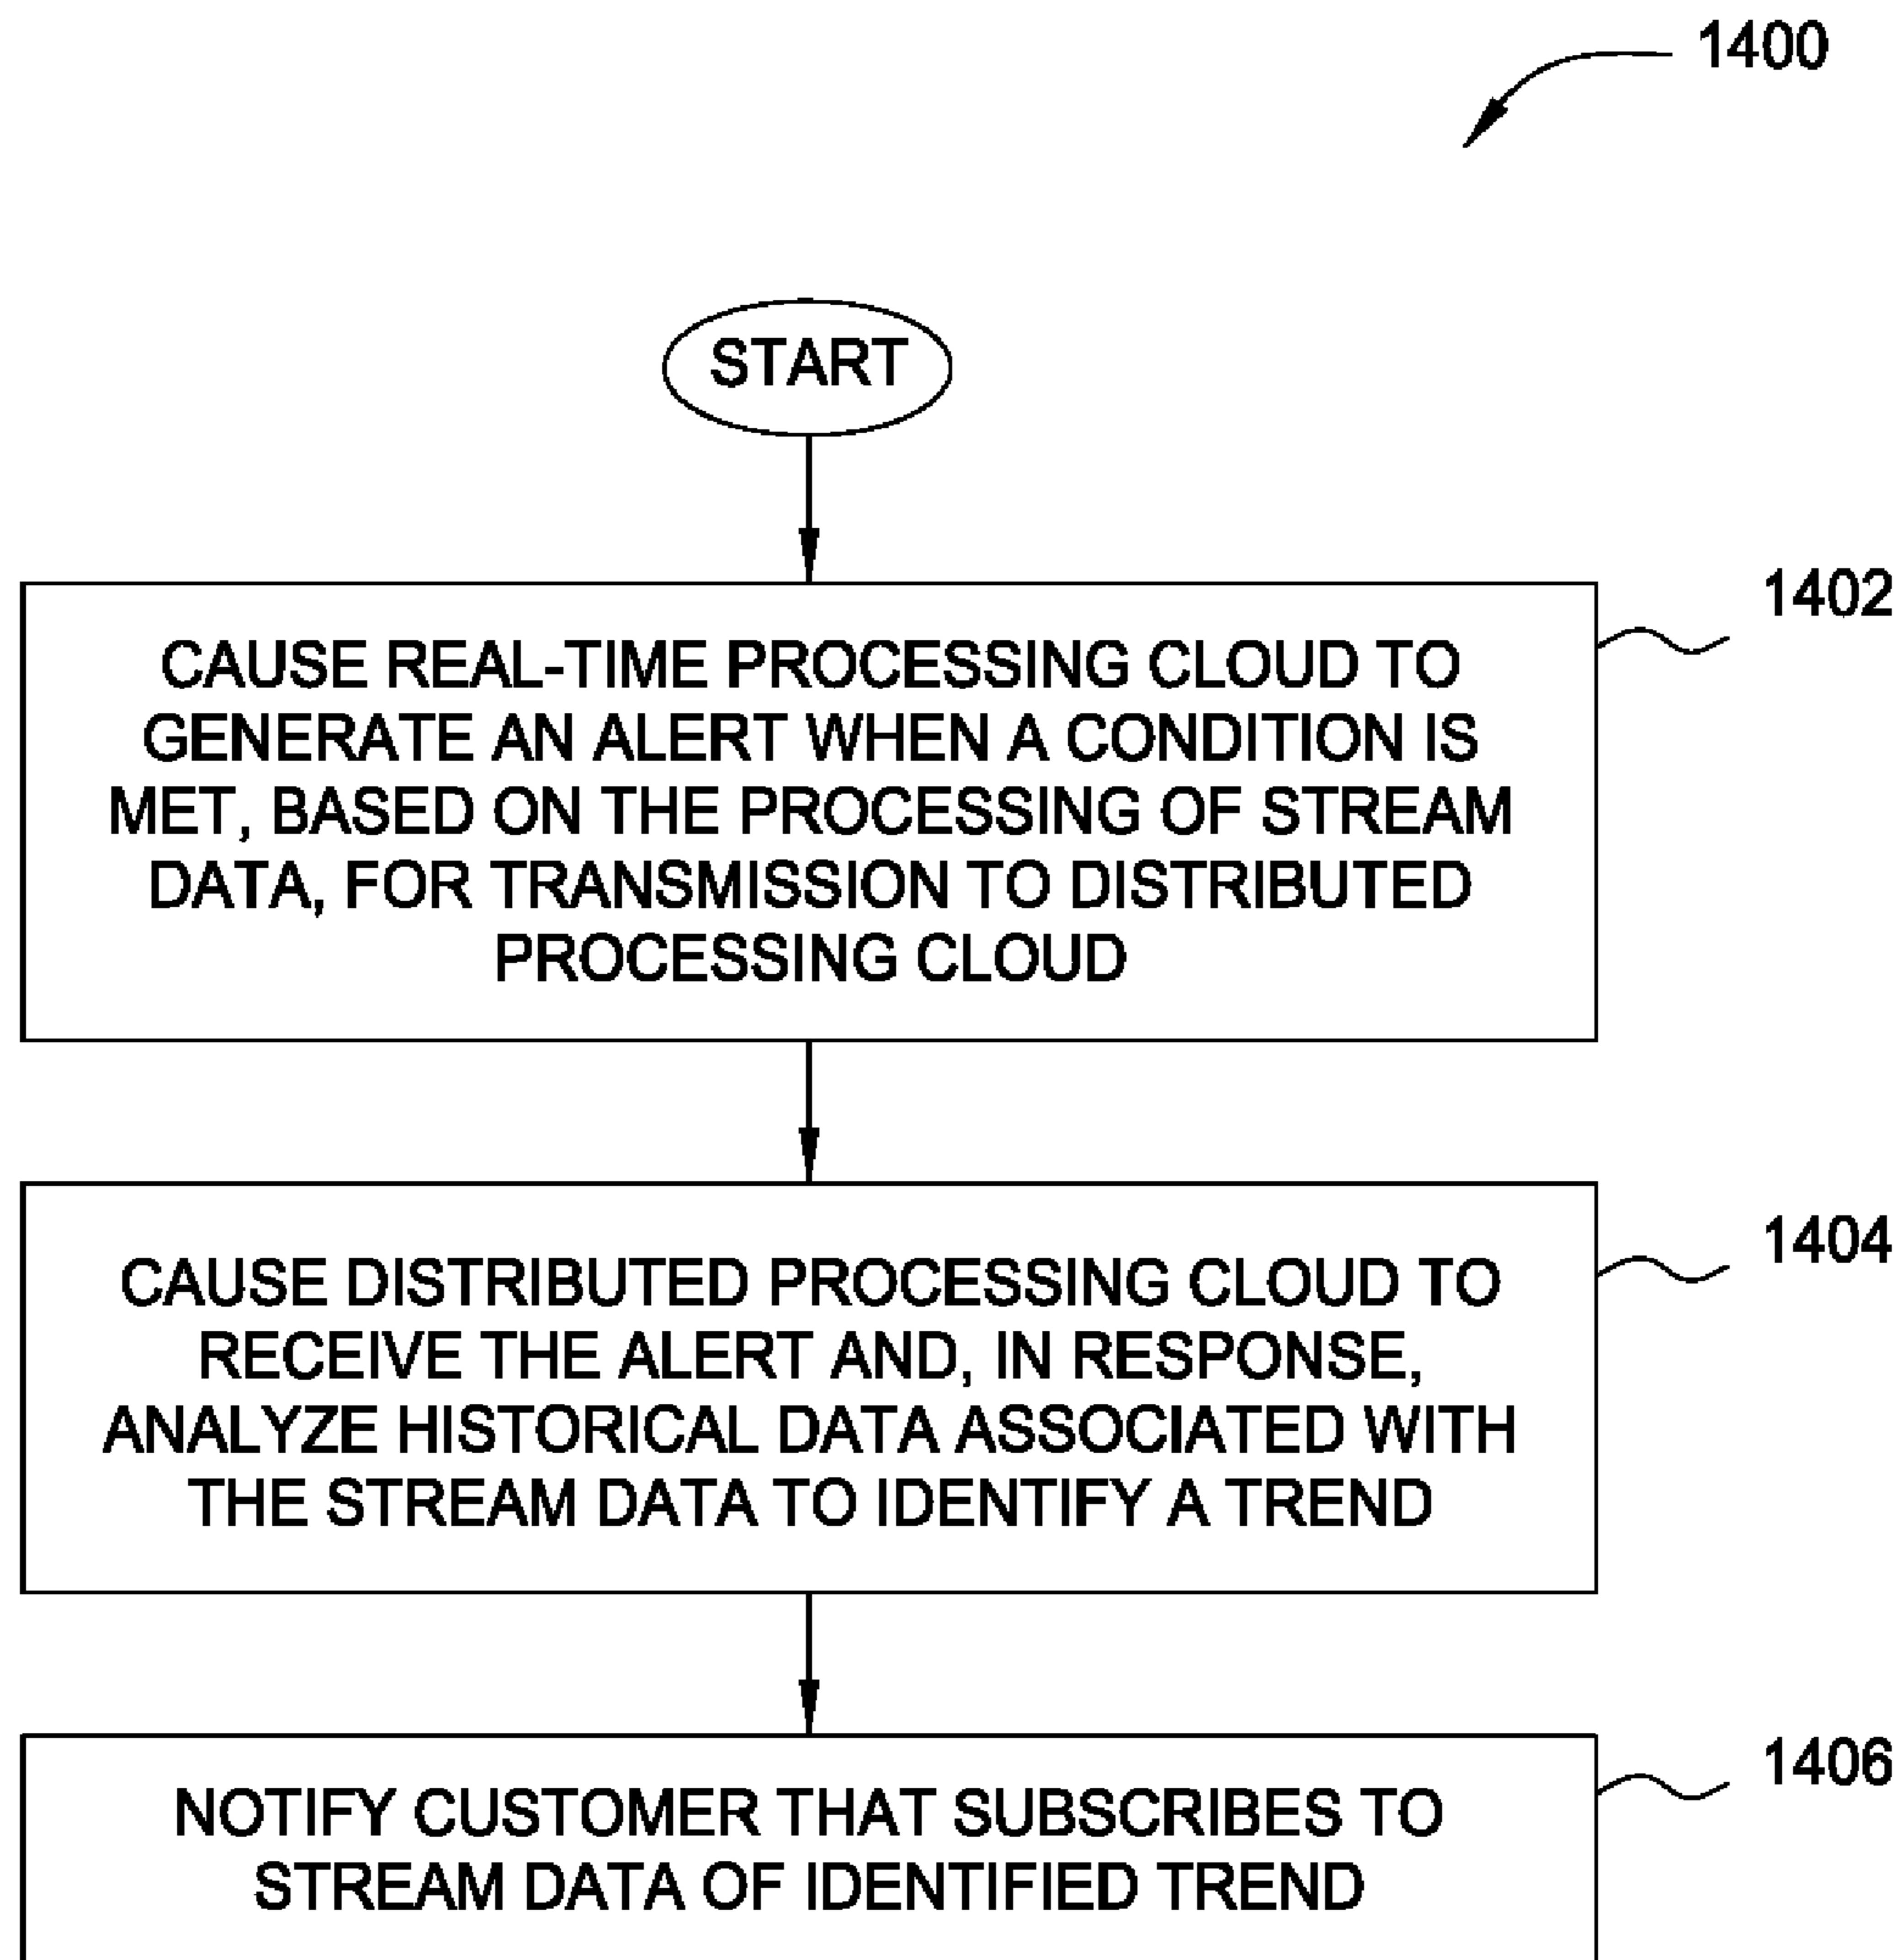 1400
START
1402
CAUSE REAL-TIME PROCESSING CLOUD TO
GENERATE AN ALERT WHEN A CONDITION IS
MET, BASED ON THE PROCESSING OF STREAM
DATA, FOR TRANSMISSION TO DISTRIBUTED
PROCESSING CLOUD
1404
CAUSE DISTRIBUTED PROCESSING CLOUD TO
RECEIVE THE ALERT AND, IN RESPONSE,
ANALYZE HISTORICAL DATA ASSOCIATED WITH
THE STREAM DATA TO IDENTIFY A TREND
1406
NOTIFY CUSTOMER THAT SUBSCRIBES TO
STREAM DATA OF IDENTIFIED TREND